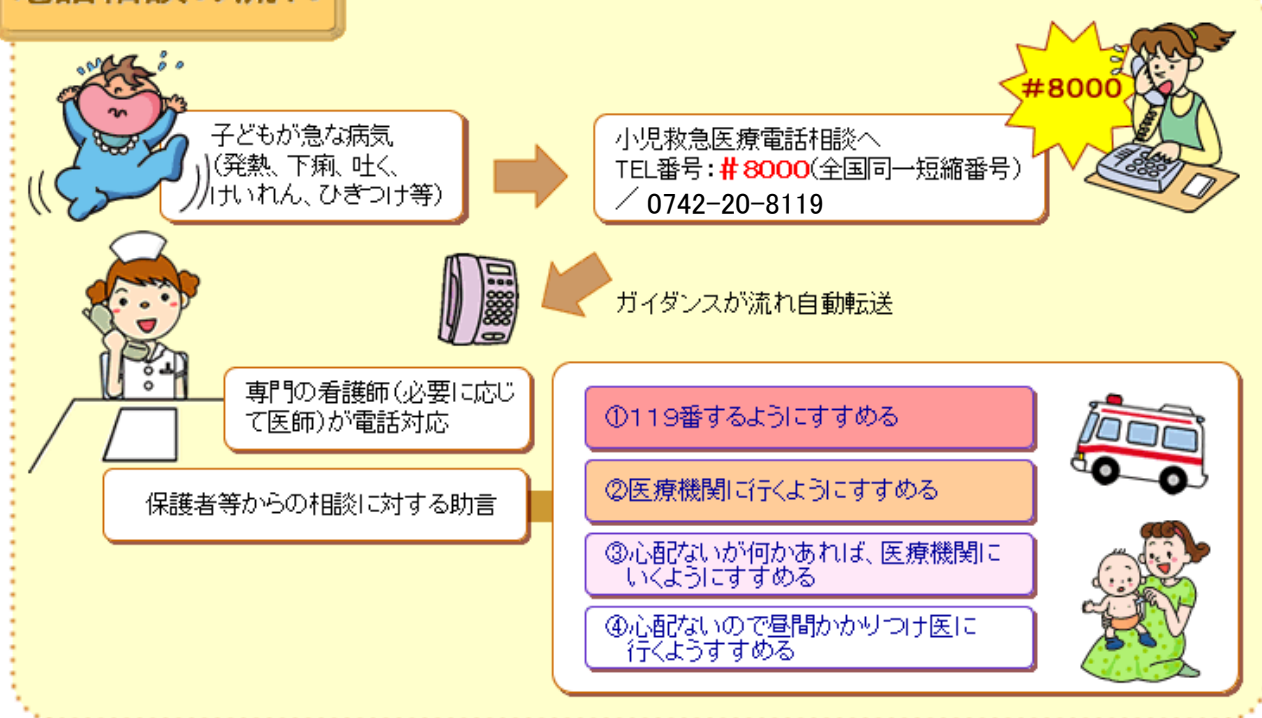 子どもが急な病気
(発熱、下痢、吐く、
けいれん、ひきつけ等)
小児救急医療電話相談へ
TEL番号:#8000(全国同一短縮番号)
/ 0742-20-8119
#8000
ガイダンスが流れ自動転送
専門の看護師(必要に応じ
て医師)が電話対応
保護者等からの相談に対する助言
①119番するようにすすめる
②医療機関に行くようにすすめる
③心配ないが何かあれば、医療機関に
いくようにすすめる
④心配ないので昼間かかりつけ医に
行くようすすめる